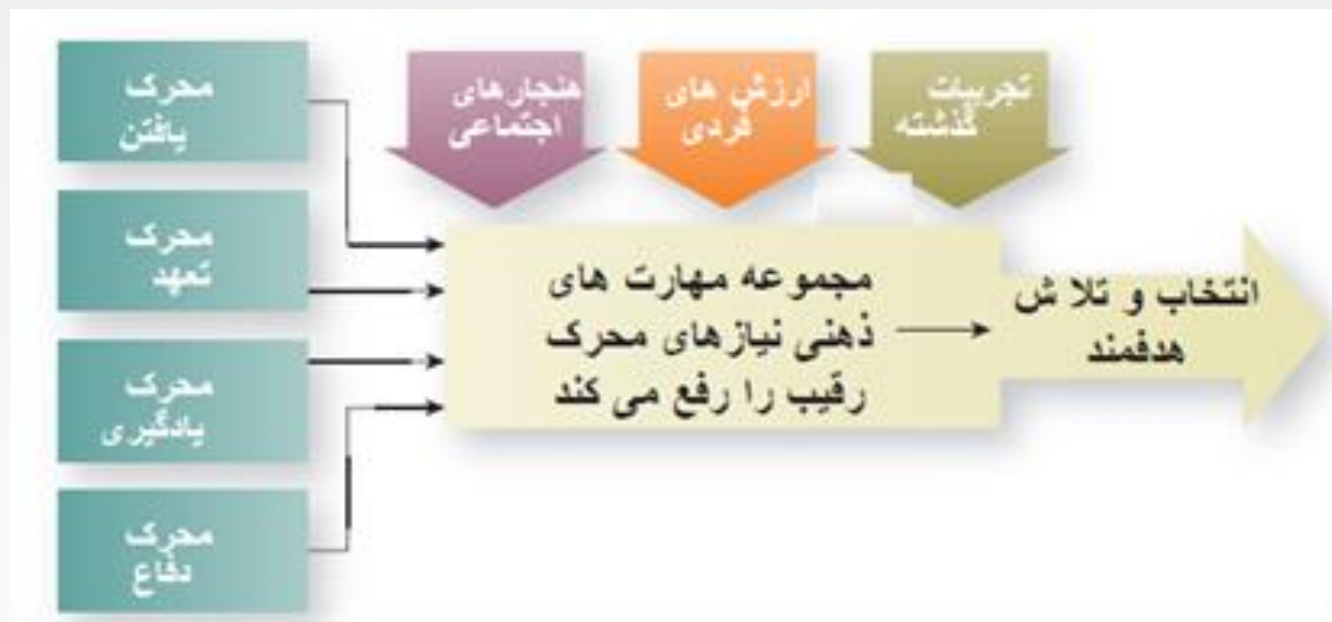 محرک
یافتن
محرک
تعهد
محرک
یادگیری
محرک
دفاع
هنجارهای
اجتماعی
ارزش های
فردی
تجربیات
گذشته
مجموعه مهارت های
ذهنی نیازهای محرک
رقیب را رفع می کند
انتخاب و تلا ش
هدفمند